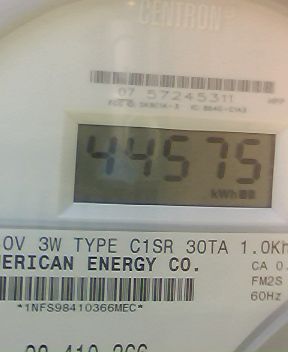 CENTRON
07 57245311
44575
kWh
0V 3W TYPE C1SR 30TA 1.0Kh
ERICAN ENERGY CO.
CA 0.
*1NFS98410366MEC*
FM2S
60Hz